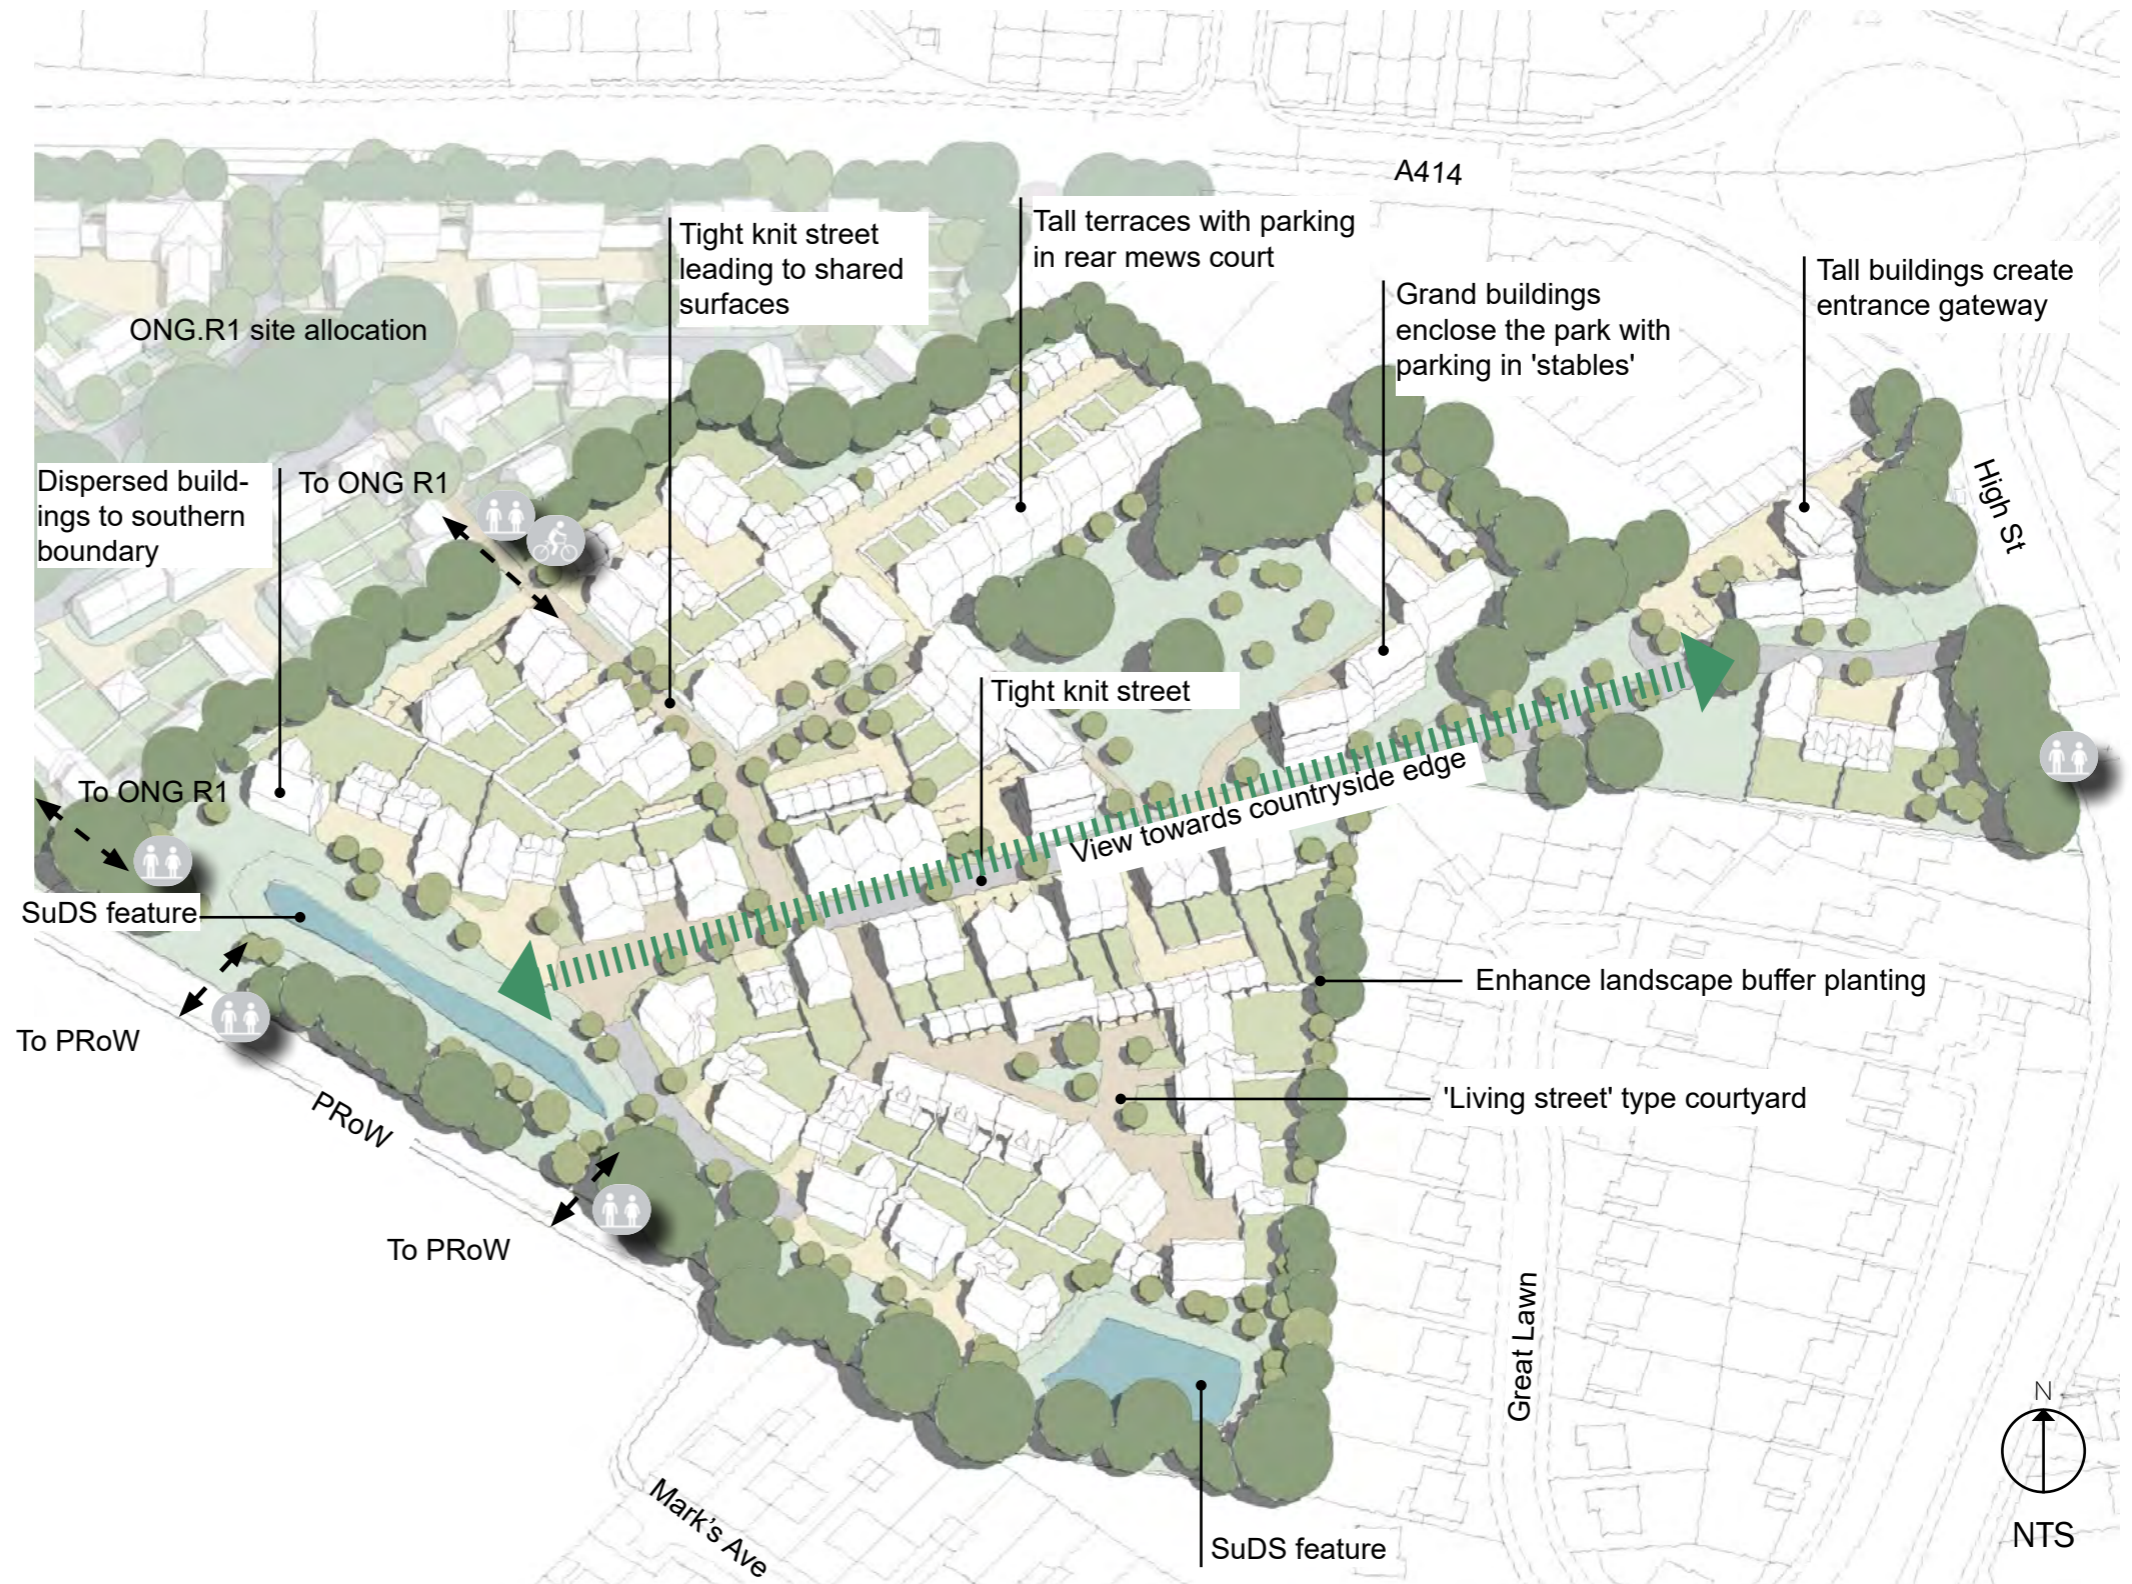 A414
Tight knit street
leading to shared
surfaces
Tall terraces with parking
in rear mews court
Grand buildings
enclose the park with
parking in 'stables'
Tall buildings create
entrance gateway
ONG.R1 site allocation
Dispersed build-
ings to southern
boundary
To ONG R1
High St
Tight knit street
To ONG R1
View towards countryside edge
SuDS feature
Enhance landscape buffer planting
To PRoW
PRoW
'Living street' type courtyard
To PRoW
Great Lawn
Mark's Ave
SuDS feature
N
NTS